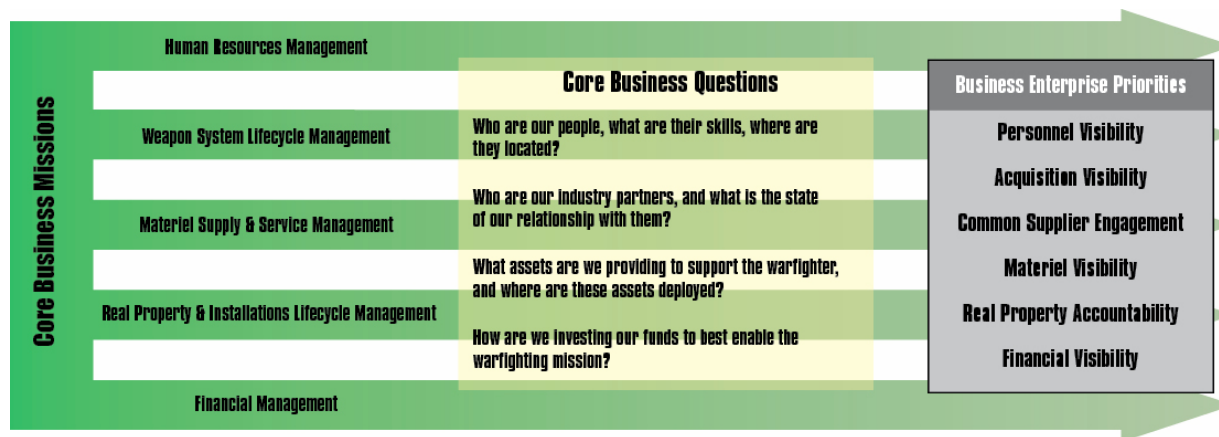 Core Business Missions
Human Resources Management
Weapon System Lifecycle Management
Materiel Supply & Service Management
Real Property & Installations Lifecycle Management
Financial Management
Core Business Questions
Who are our people, what are their skills, where are
they located?
Who are our industry partners, and what is the state
of our relationship with them?
What assets are we providing to support the warfighter,
and where are these assets deployed?
How are we investing our funds to best enable the
warfighting mission?
Business Enterprise Priorities
Personnel Visibility
Acquisition Visibility
Common Supplier Engagement
Materiel Visibility
Real Property Accountability
Financial Visibility